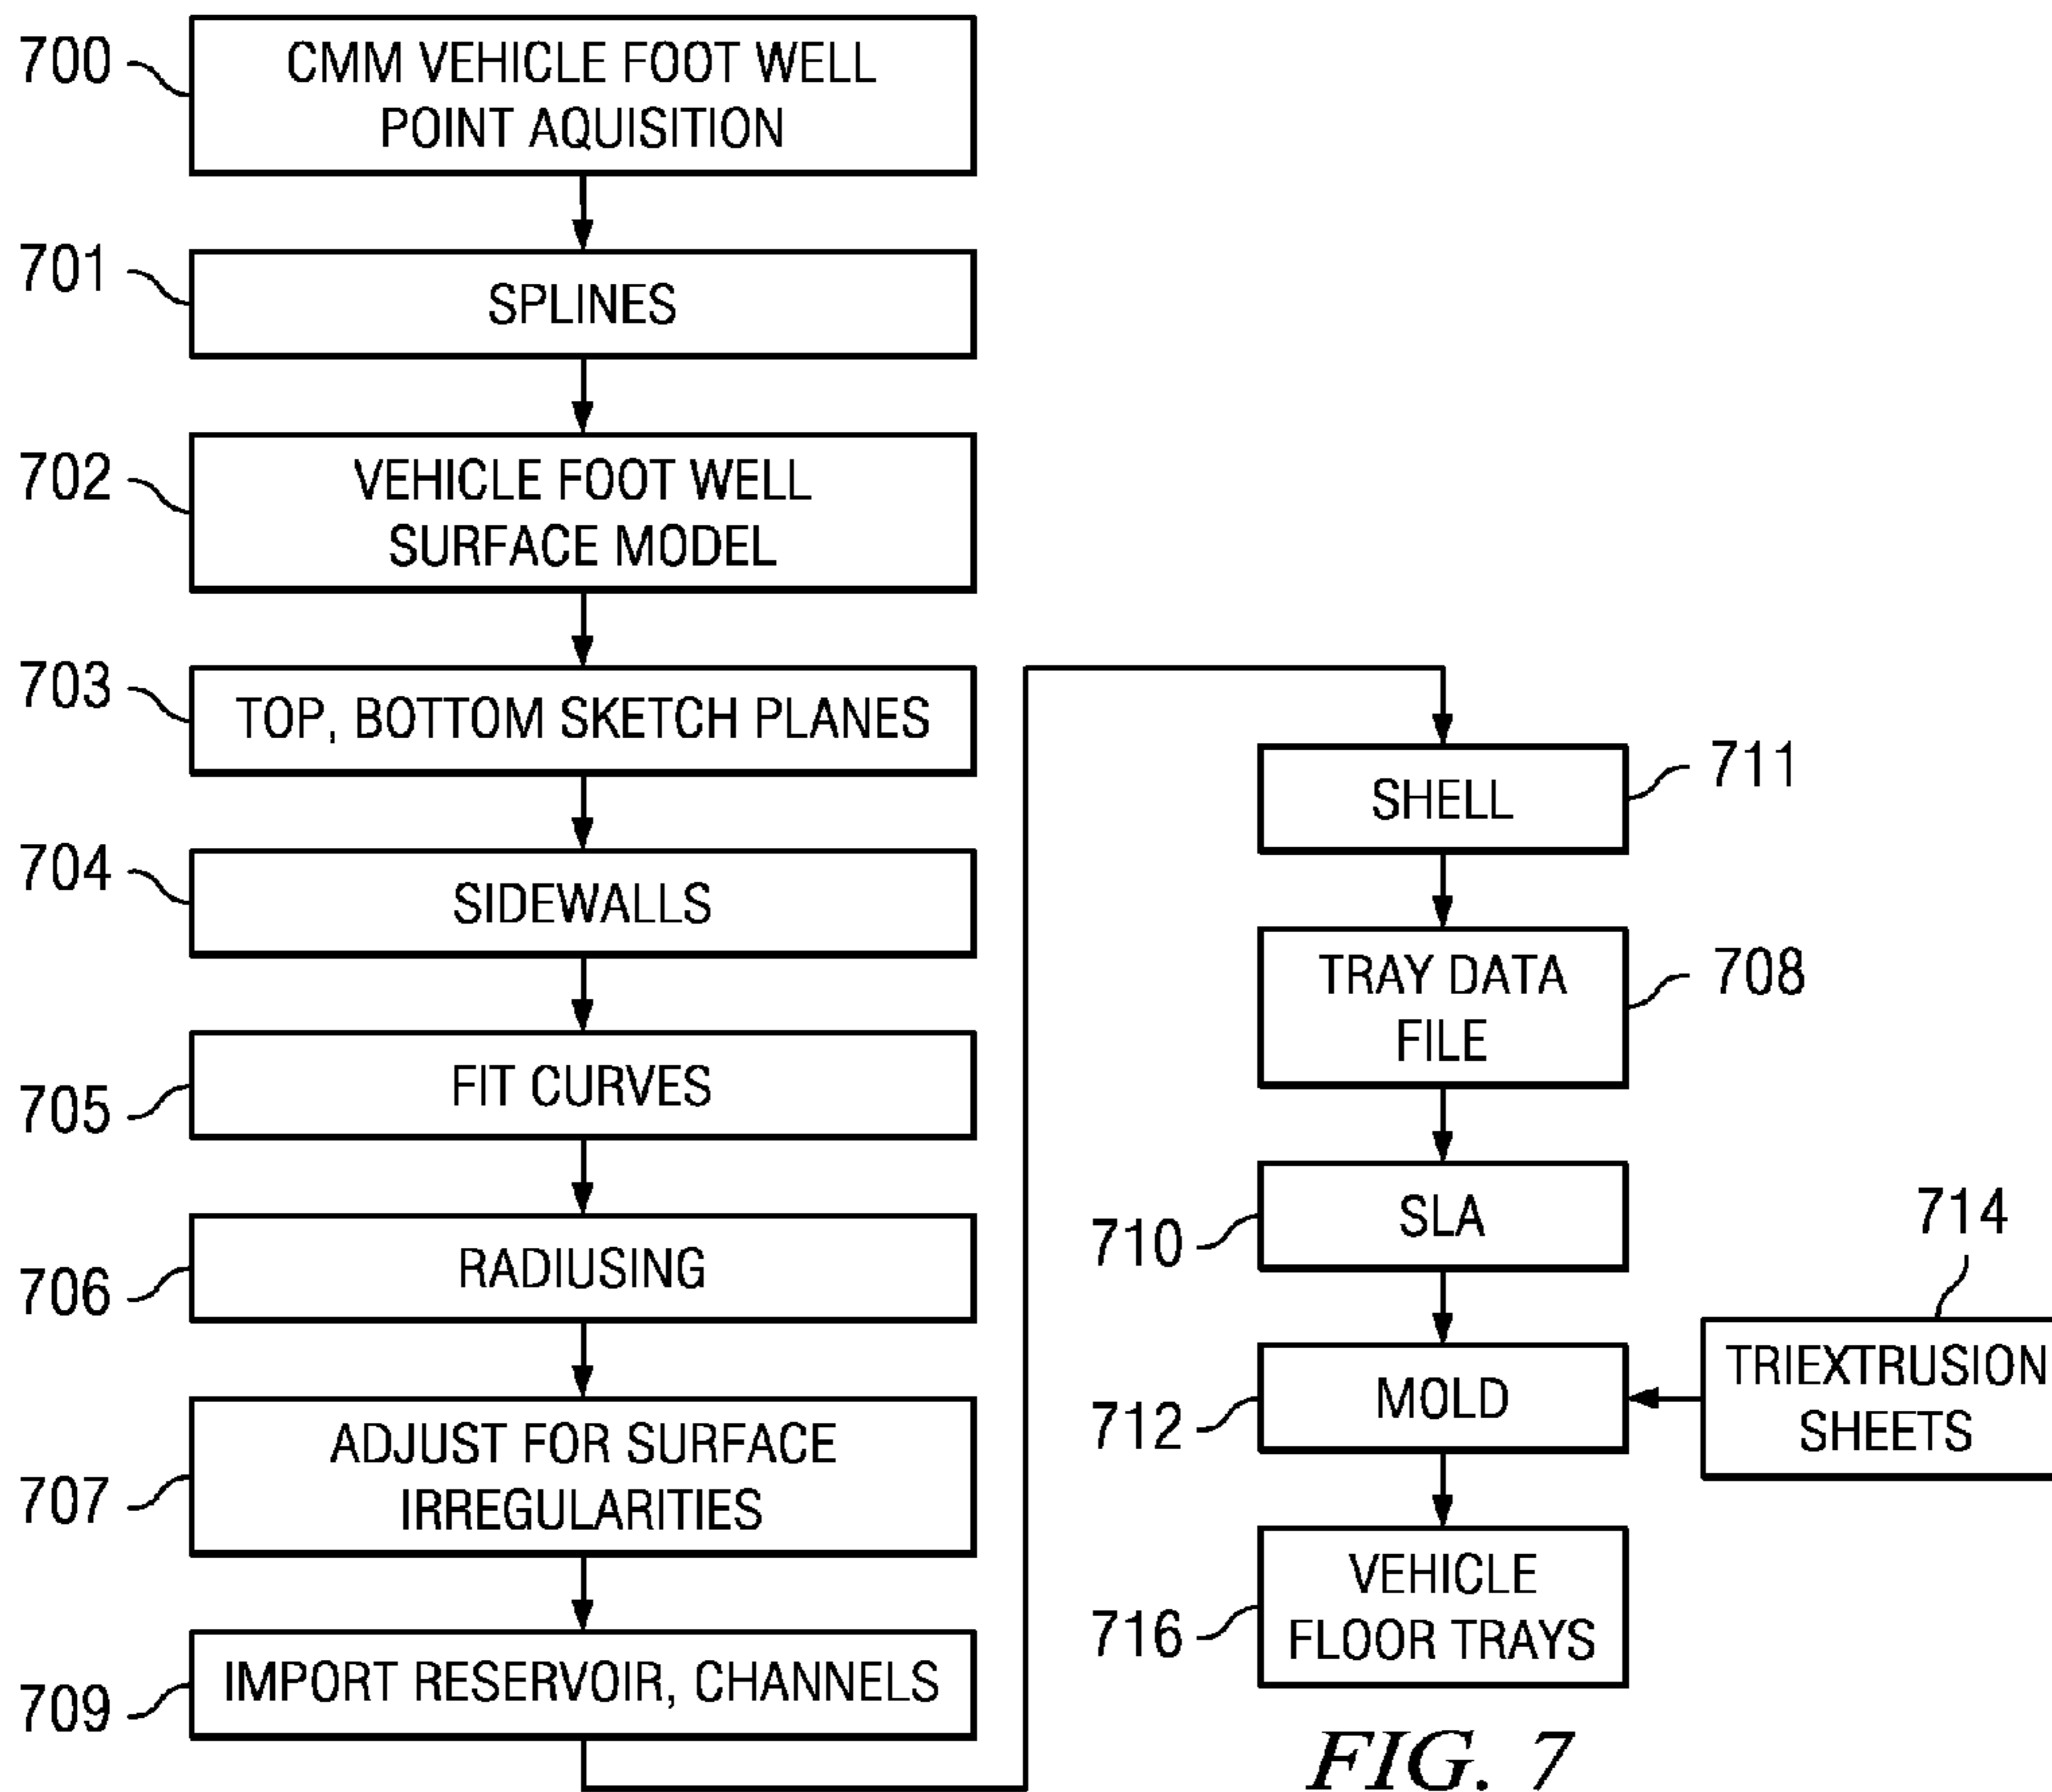 700
CMM VEHICLE FOOT WELL
POINT AQUISITION
701
SPLINES
702
VEHICLE FOOT WELL
SURFACE MODEL
703
TOP, BOTTOM SKETCH PLANES
704
SIDEWALLS
705
FIT CURVES
706
RADIUSING
707
ADJUST FOR SURFACE
IRREGULARITIES
709
IMPORT RESERVOIR, CHANNELS
SHELL
711
TRAY DATA
FILE
708
SLA
710
MOLD
712
714
TRIEXTRUSION
SHEETS
VEHICLE
FLOOR TRAYS
716
FIG. 7